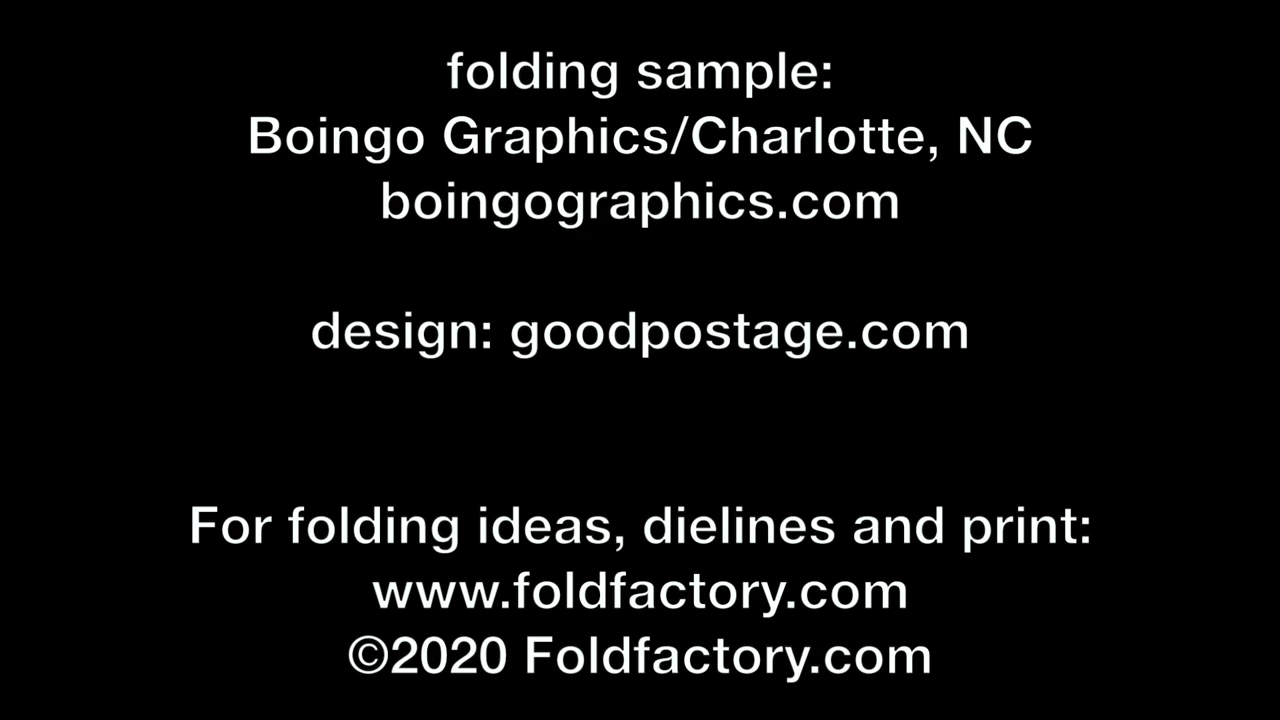 folding sample:
Boingo Graphics/Charlotte, NC
boingographics.com
design: goodpostage.com
For folding ideas, dielines and print:
www.foldfactory.com
©2020 Foldfactory.com